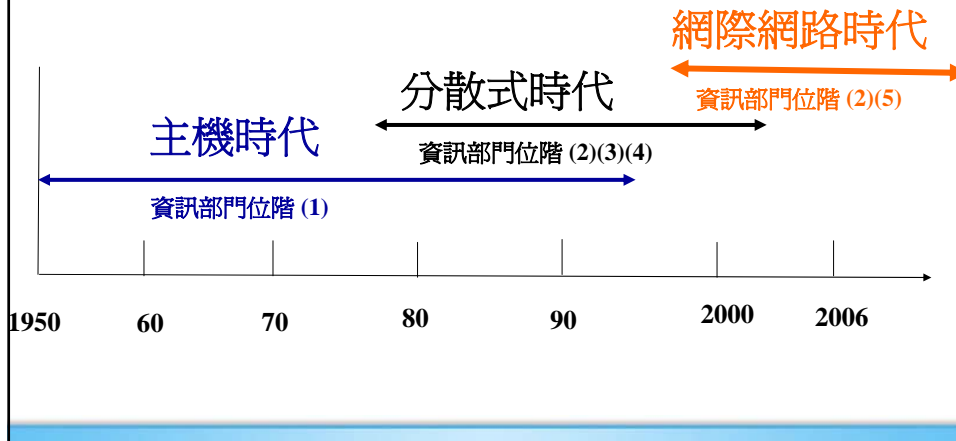 網際網路時代
資訊部門位階 (2)(5)
分散式時代
資訊部門位階 (2)(3)(4)
主機時代
資訊部門位階 (1)
1950 60 70 80 90 2000 2006